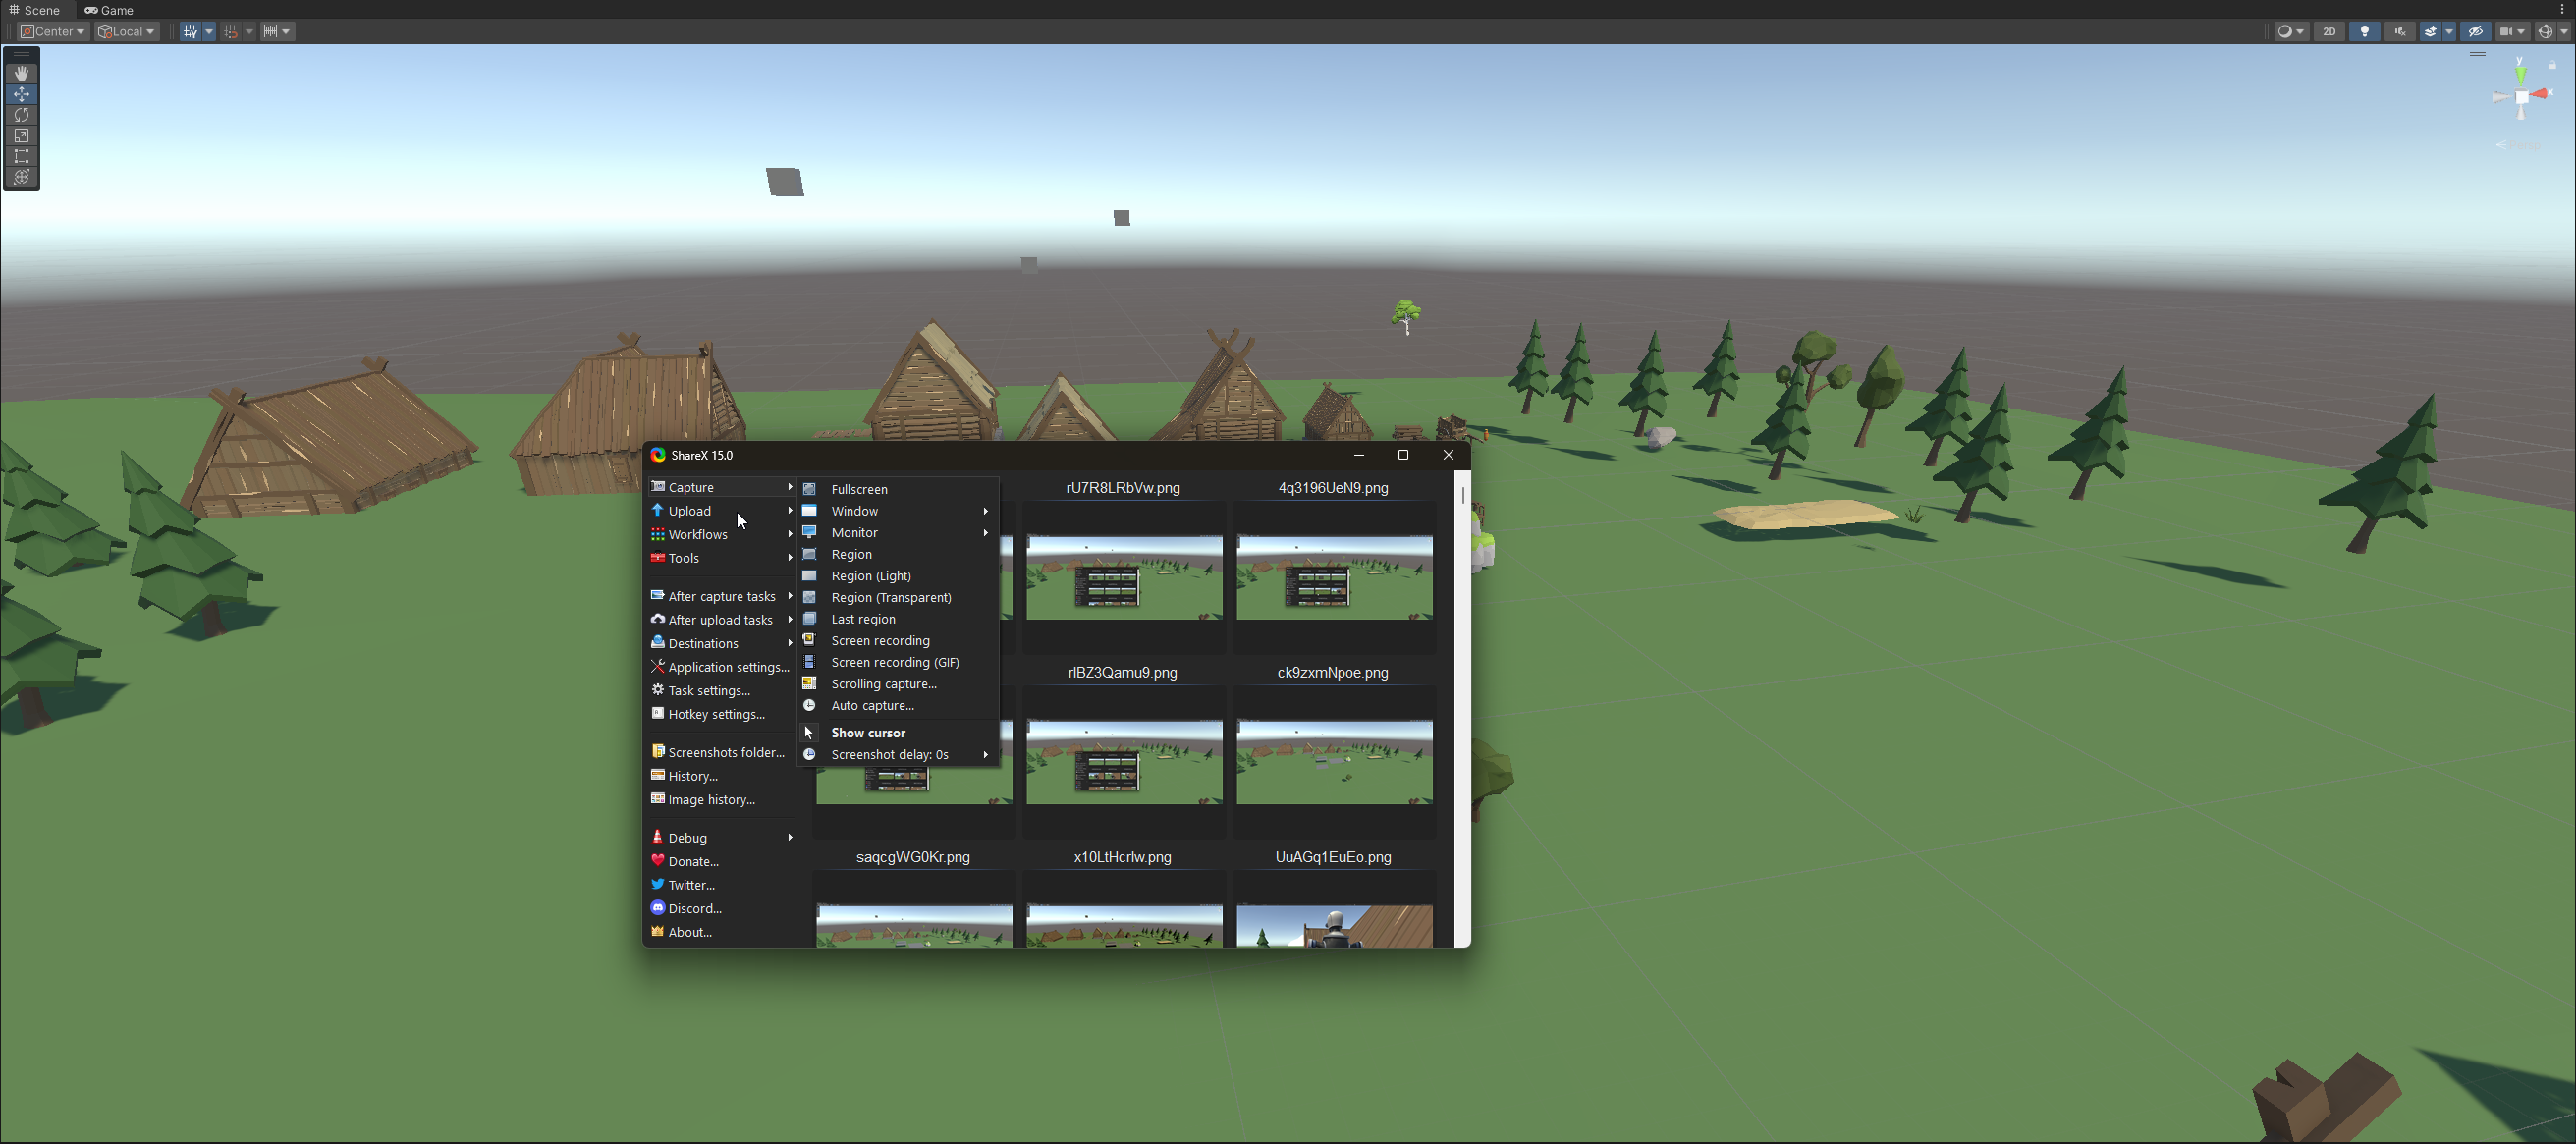 Scene
Game
Center
Local
2D
y
x
Persp
ShareX 15.0
Capture
Upload
Workflows
Tools
After capture tasks
After upload tasks
Destinations
Application settings...
Task settings...
Hotkey settings...
Screenshots folder...
History...
Image history...
Debug
Donate...
Twitter...
Discord...
About...
Fullscreen
Window
Monitor
Region
Region (Light)
Region (Transparent)
Last region
Screen recording
Screen recording (GIF)
Scrolling capture...
Auto capture...
Show cursor
Screenshot delay: 0s
rU7R8LRbVw.png
4q3196UeN9.png
rlBZ3Qamu9.png
ck9zxmNpoe.png
saqcgWG0Kr.png
x10LtHcrlw.png
UuAGq1EuEo.png